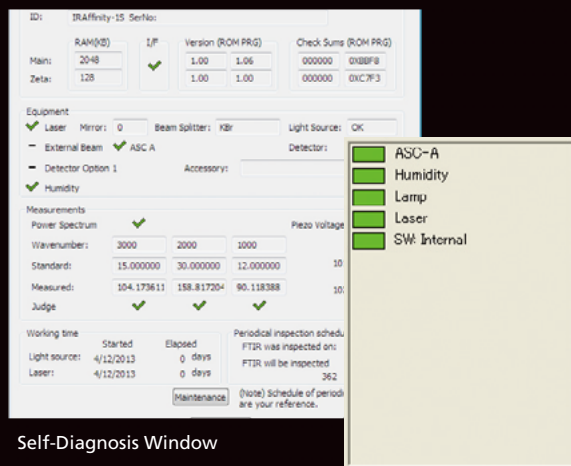 ID: IRAffinity-1S SerNo:
RAM(KB) I/F Version (ROM PRG) Check Sums (ROM PRG)
Main: 2048 1.00 1.06 000000 0XBBF8
Zeta: 128 1.00 1.00 000000 0XC7F3
Equipment
Laser Mirror: 0 Beam Splitter: KBr Light Source: OK
External Beam ASC A Detector:
Detector Option 1 Accessory:
Humidity
Measurements
Power Spectrum Piezo Voltage
Wavenumber: 3000 2000 1000
Standard: 15.000000 30.000000 12.000000 10
Measured: 104.173611 158.817204 90.118388 10
Judge
Working time Periodical inspection schedu
Started Elapsed FTIR was inspected on:
Light source: 4/12/2013 0 days FTIR will be inspected
Laser: 4/12/2013 0 days 362
Maintenance (Note) Schedule of periodi
are your reference.
ASC-A
Humidity
Lamp
Laser
SW: Internal
Self-Diagnosis Window